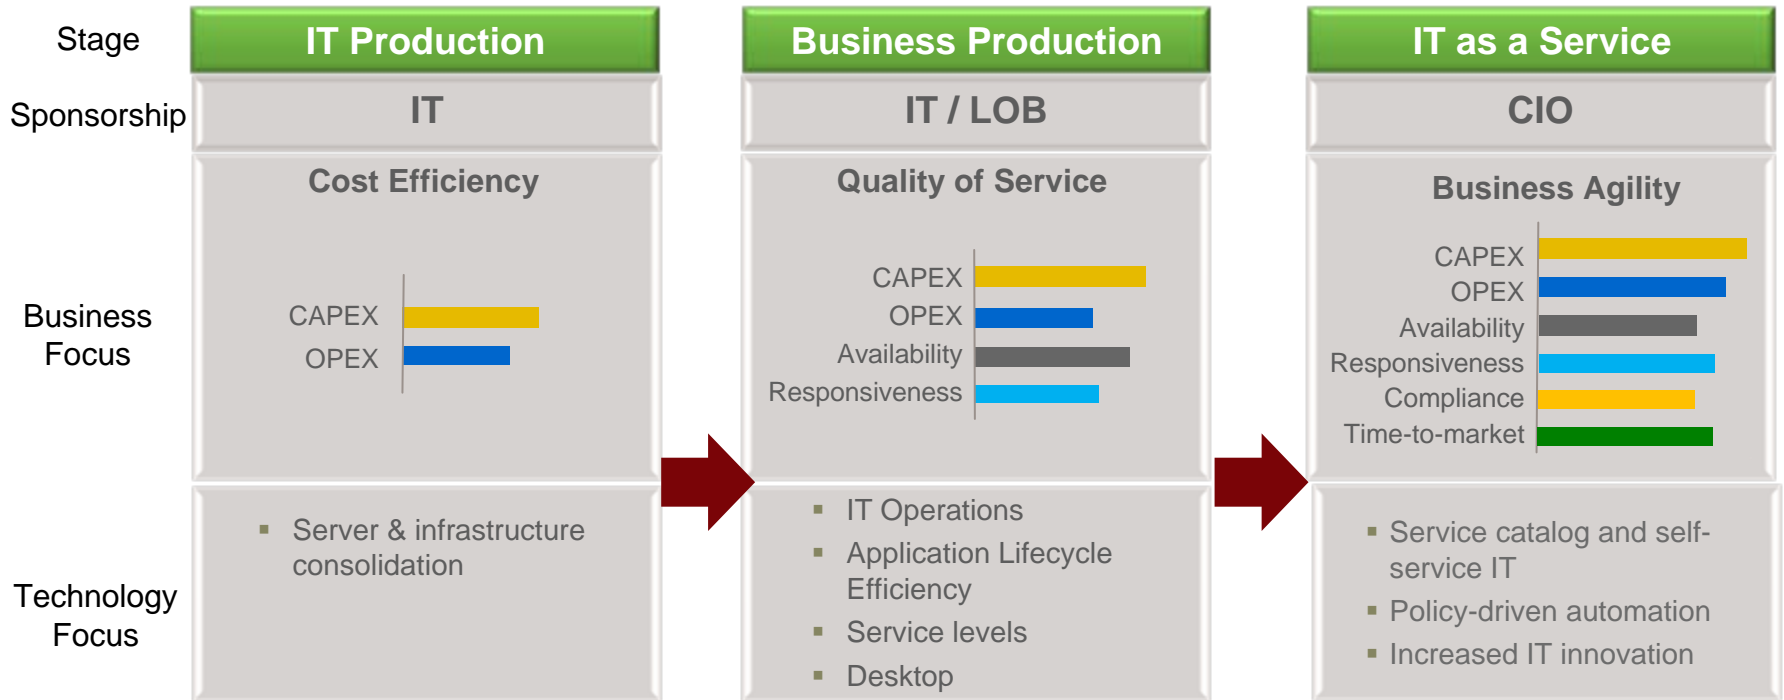 Stage
IT Production
Business Production
IT as a Service
Sponsorship
IT
IT / LOB
CIO
Business
Focus
Cost Efficiency
CAPEX
OPEX
Quality of Service
CAPEX
OPEX
Availability
Responsiveness
Business Agility
CAPEX
OPEX
Availability
Responsiveness
Compliance
Time-to-market
Technology
Focus
▪ Server & infrastructure
consolidation
▪ IT Operations
▪ Application Lifecycle
Efficiency
▪ Service levels
▪ Desktop
▪ Service catalog and self-
service IT
▪ Policy-driven automation
▪ Increased IT innovation